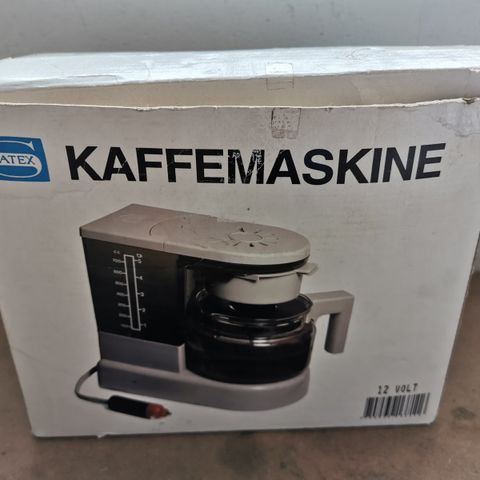 ATEX
KAFFEMASKINE
12 VOLT